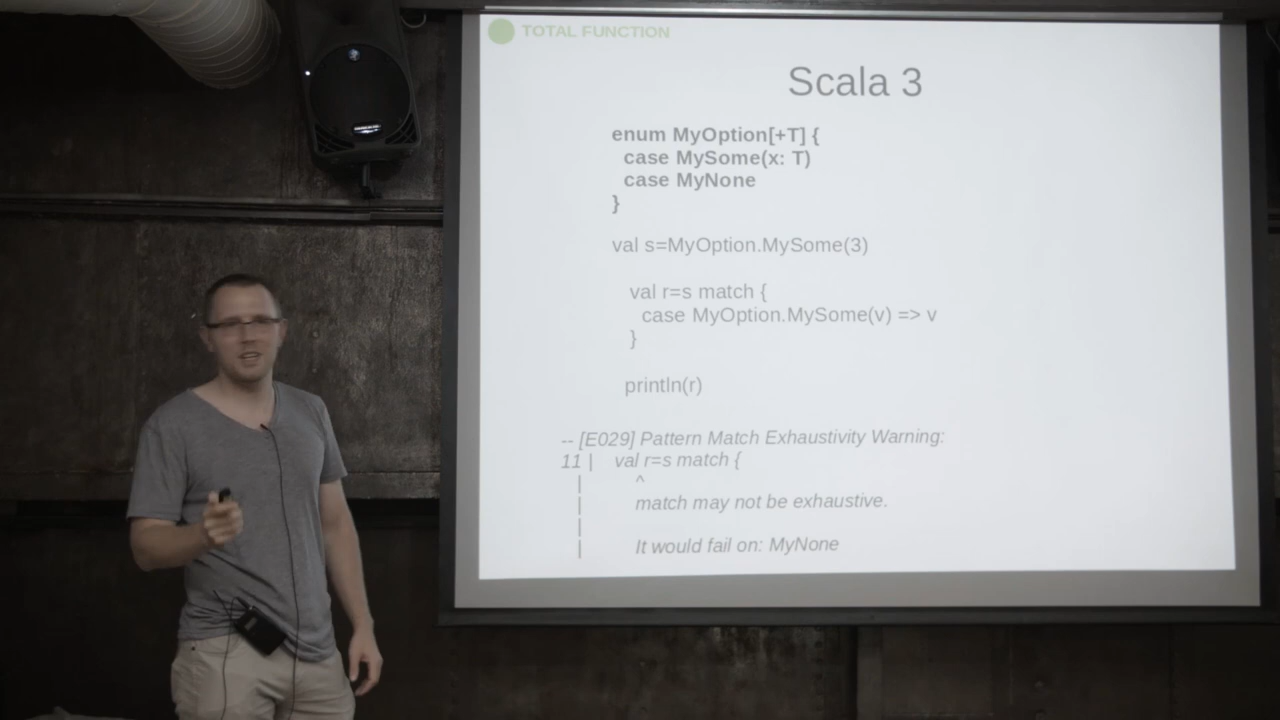 TOTAL FUNCTION
Scala 3
enum MyOption[+T] {
case MySome(x: T)
case MyNone
}
val s=MyOption.MySome(3)
val r=s match {
case MyOption.MySome(v) => v
}
println(r)
-- [E029] Pattern Match Exhaustivity Warning:
11 | val r=s match {
| ^
| match may not be exhaustive.
|
| It would fail on: MyNone